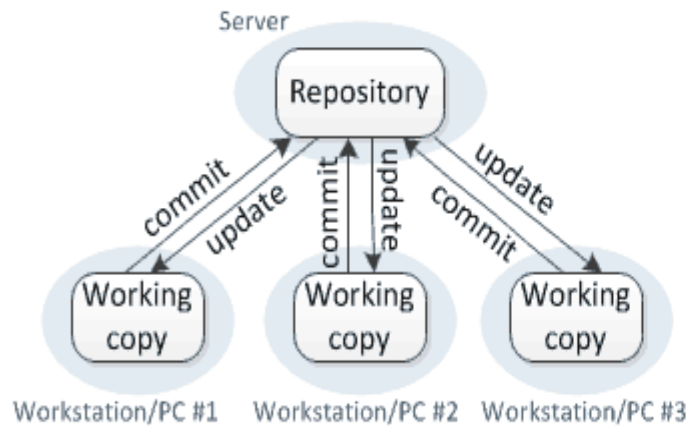 Server
Repository
commit
update
commit
update
update
commit
Working
copy
Working
copy
Working
copy
Workstation/PC #1
Workstation/PC #2
Workstation/PC #3